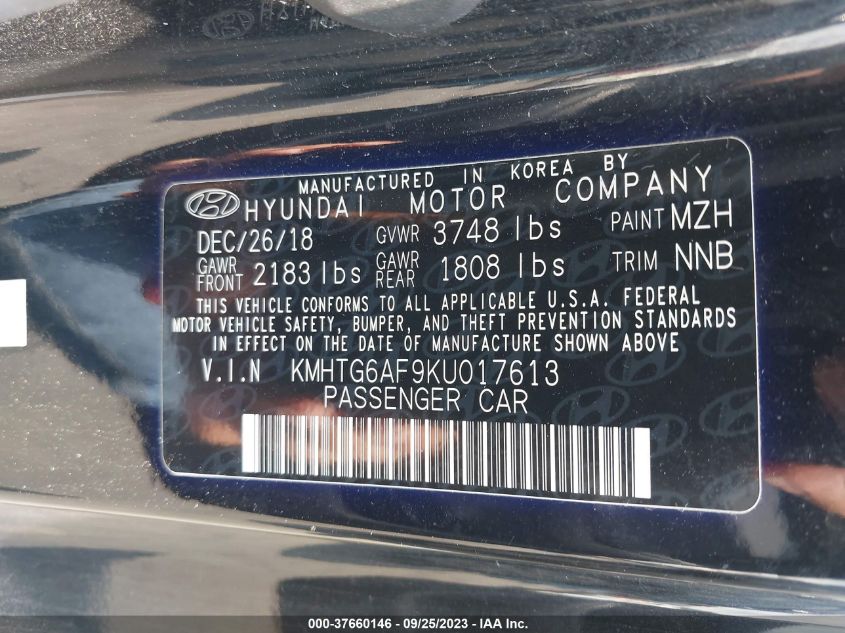 MANUFACTURED IN KOREA BY
HYUNDAI MOTOR COMPANY
DEC/26/18 GVWR 3748 lbs PAINT MZH
GAWR FRONT 2183 lbs GAWR REAR 1808 lbs TRIM NNB
THIS VEHICLE CONFORMS TO ALL APPLICABLE U.S.A. FEDERAL
MOTOR VEHICLE SAFETY, BUMPER, AND THEFT PREVENTION STANDARDS
IN EFFECT ON THE DATE OF MANUFACTURE SHOWN ABOVE
V.I.N KMHTG6AF9KU017613
PASSENGER CAR
000-37660146 - 09/25/2023 - IAA Inc.